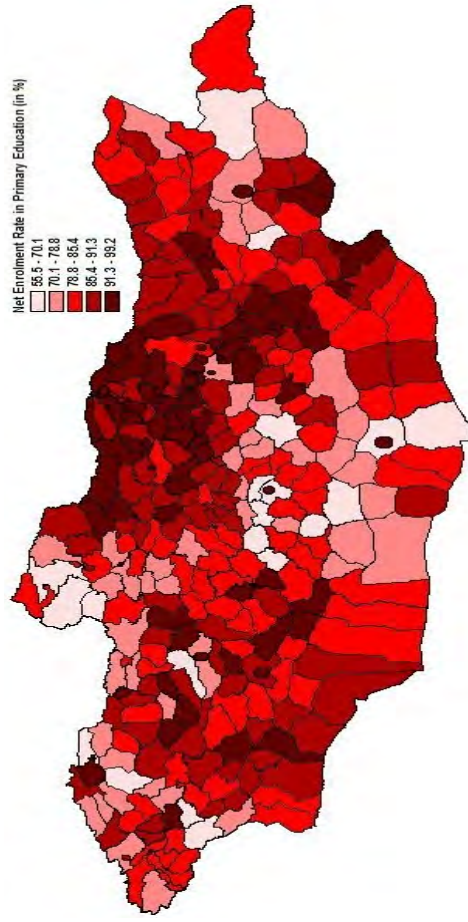 Net Enrolment Rate in Primary Education (in %)
55.5 - 70.1
70.1 - 78.8
78.8 - 85.4
85.4 - 91.3
91.3 - 99.2